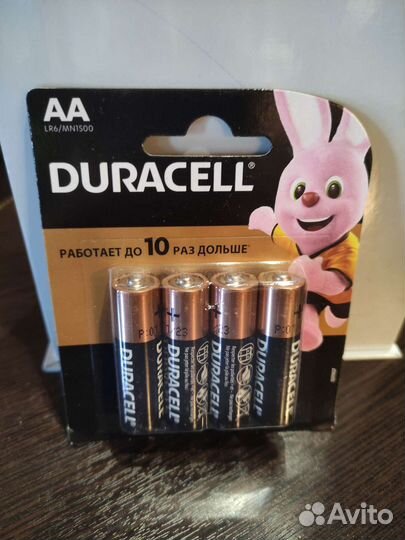 AA
LR6/MN1500
DURACELL®
РАБОТАЕТ ДО 10 РАЗ ДОЛЬШЕ*
DURACELL
DURACELL
DURACELL
DURACELL
Avito